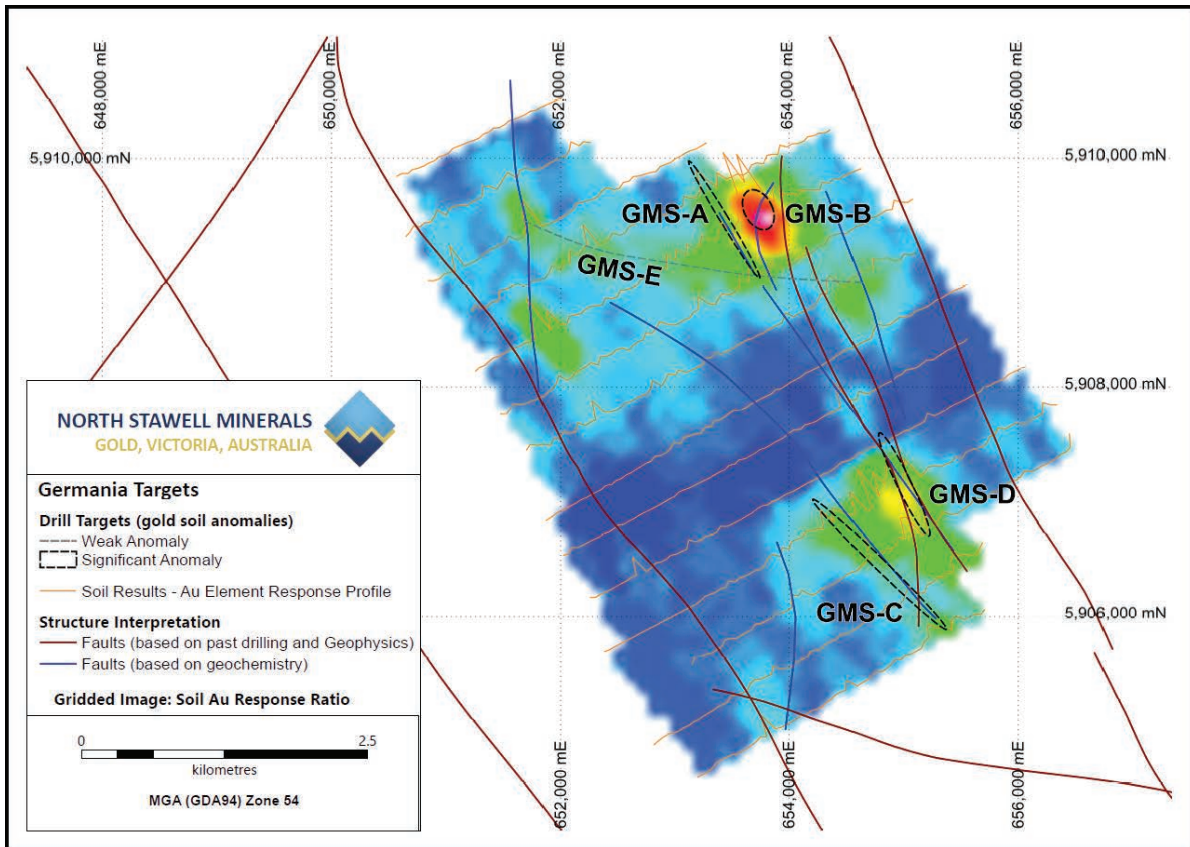 648,000 mE
650,000 mE
652,000 mE
654,000 mE
656,000 mE
5,910,000 mN
5,910,000 mN
GMS-A
GMS-B
GMS-E
5,908,000 mN
NORTH STAWELL MINERALS
GOLD, VICTORIA, AUSTRALIA
Germania Targets
Drill Targets (gold soil anomalies)
Weak Anomaly
Significant Anomaly
Soil Results - Au Element Response Profile
Structure Interpretation
Faults (based on past drilling and Geophysics)
Faults (based on geochemistry)
Gridded Image: Soil Au Response Ratio
0 2.5
kilometres
MGA (GDA94) Zone 54
GMS-D
GMS-C
5,906,000 mN
652,000 mE
654,000 mE
656,000 mE